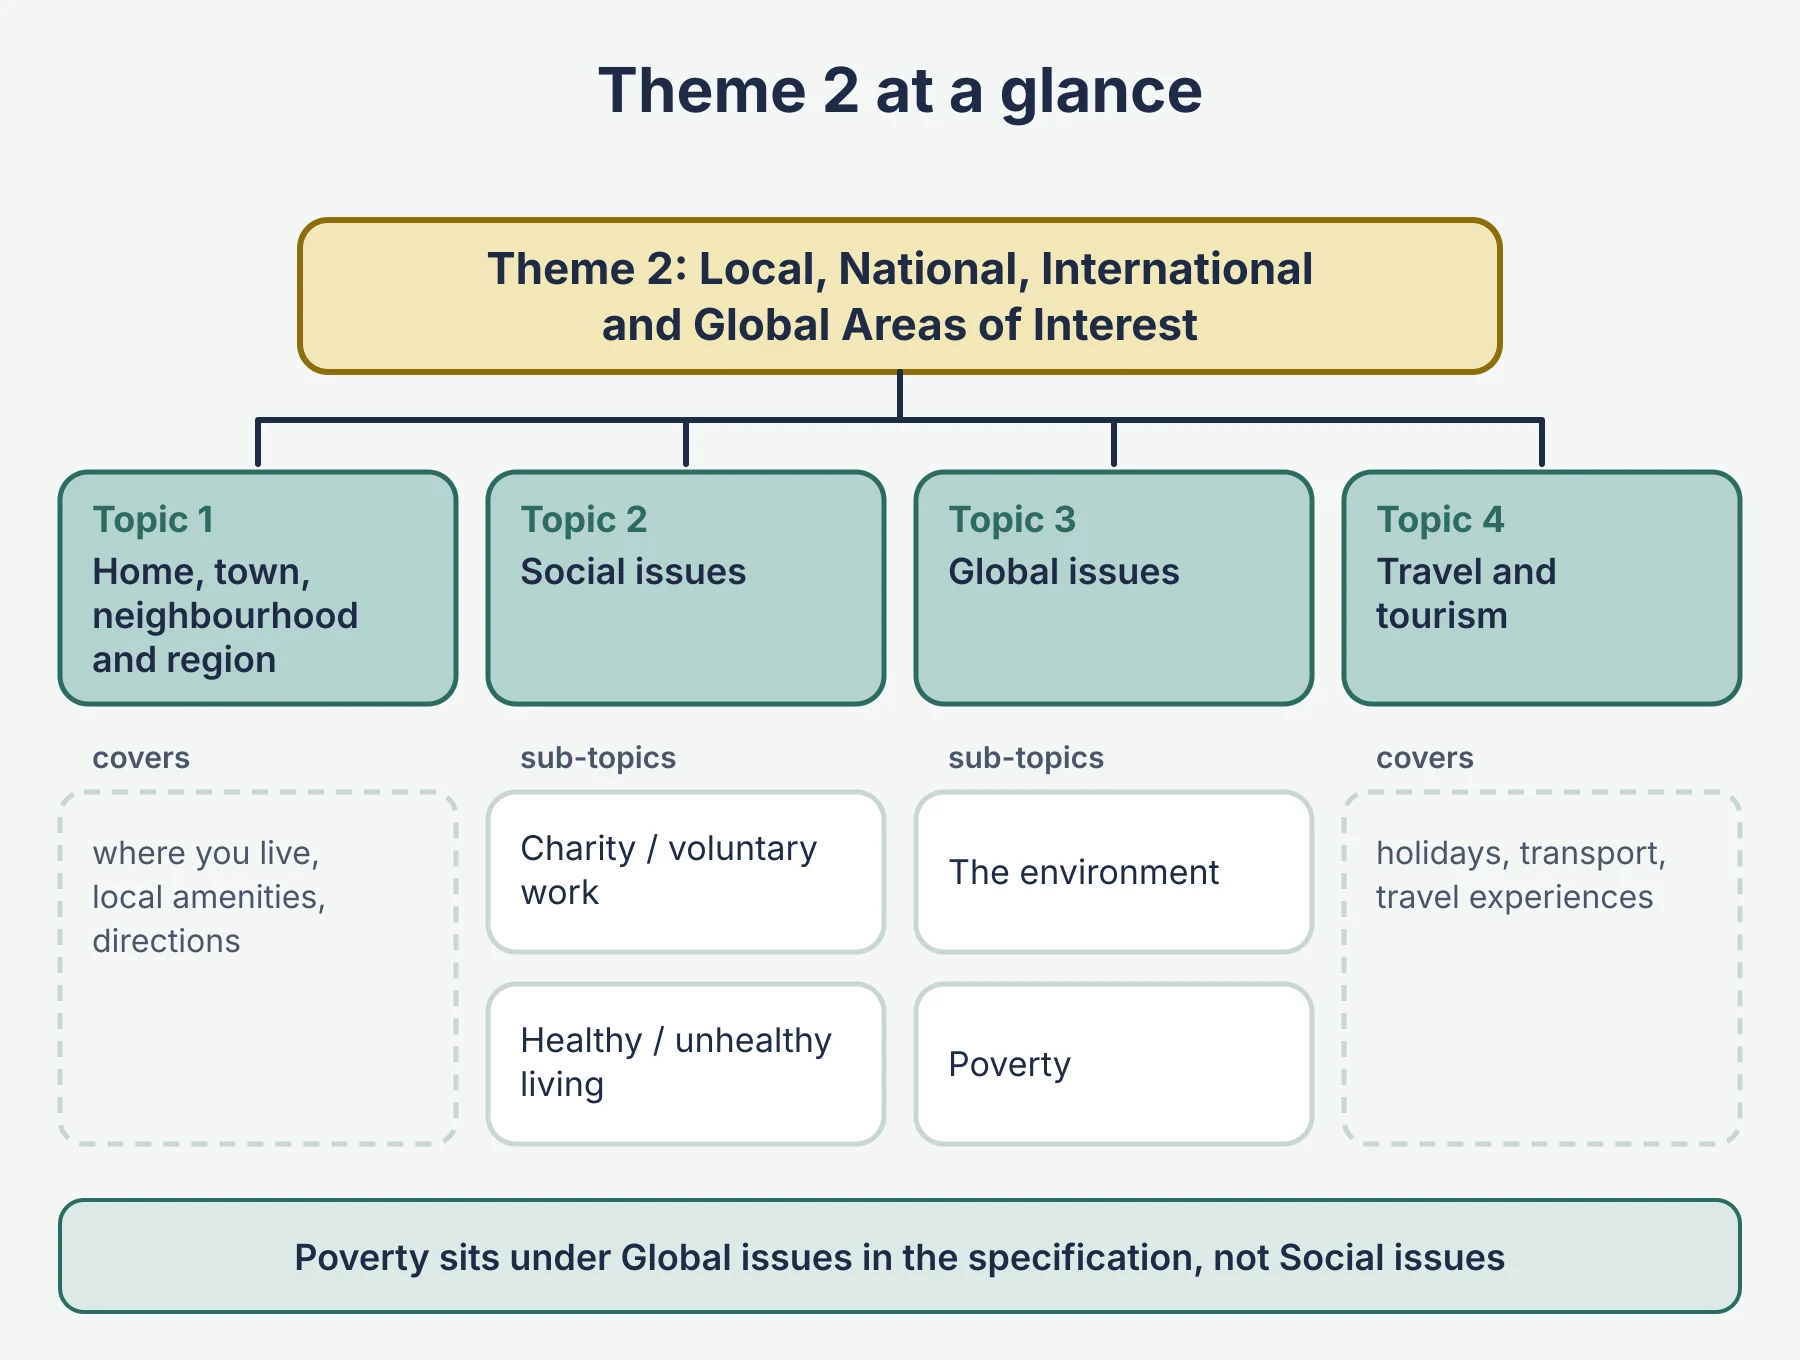 Theme 2 at a glance
Theme 2: Local, National, International
and Global Areas of Interest
Topic 1
Home, town,
neighbourhood
and region
Topic 2
Social issues
Topic 3
Global issues
Topic 4
Travel and
tourism
covers
where you live,
local amenities,
directions
sub-topics
Charity / voluntary
work
Healthy / unhealthy
living
sub-topics
The environment
Poverty
covers
holidays, transport,
travel experiences
Poverty sits under Global issues in the specification, not Social issues